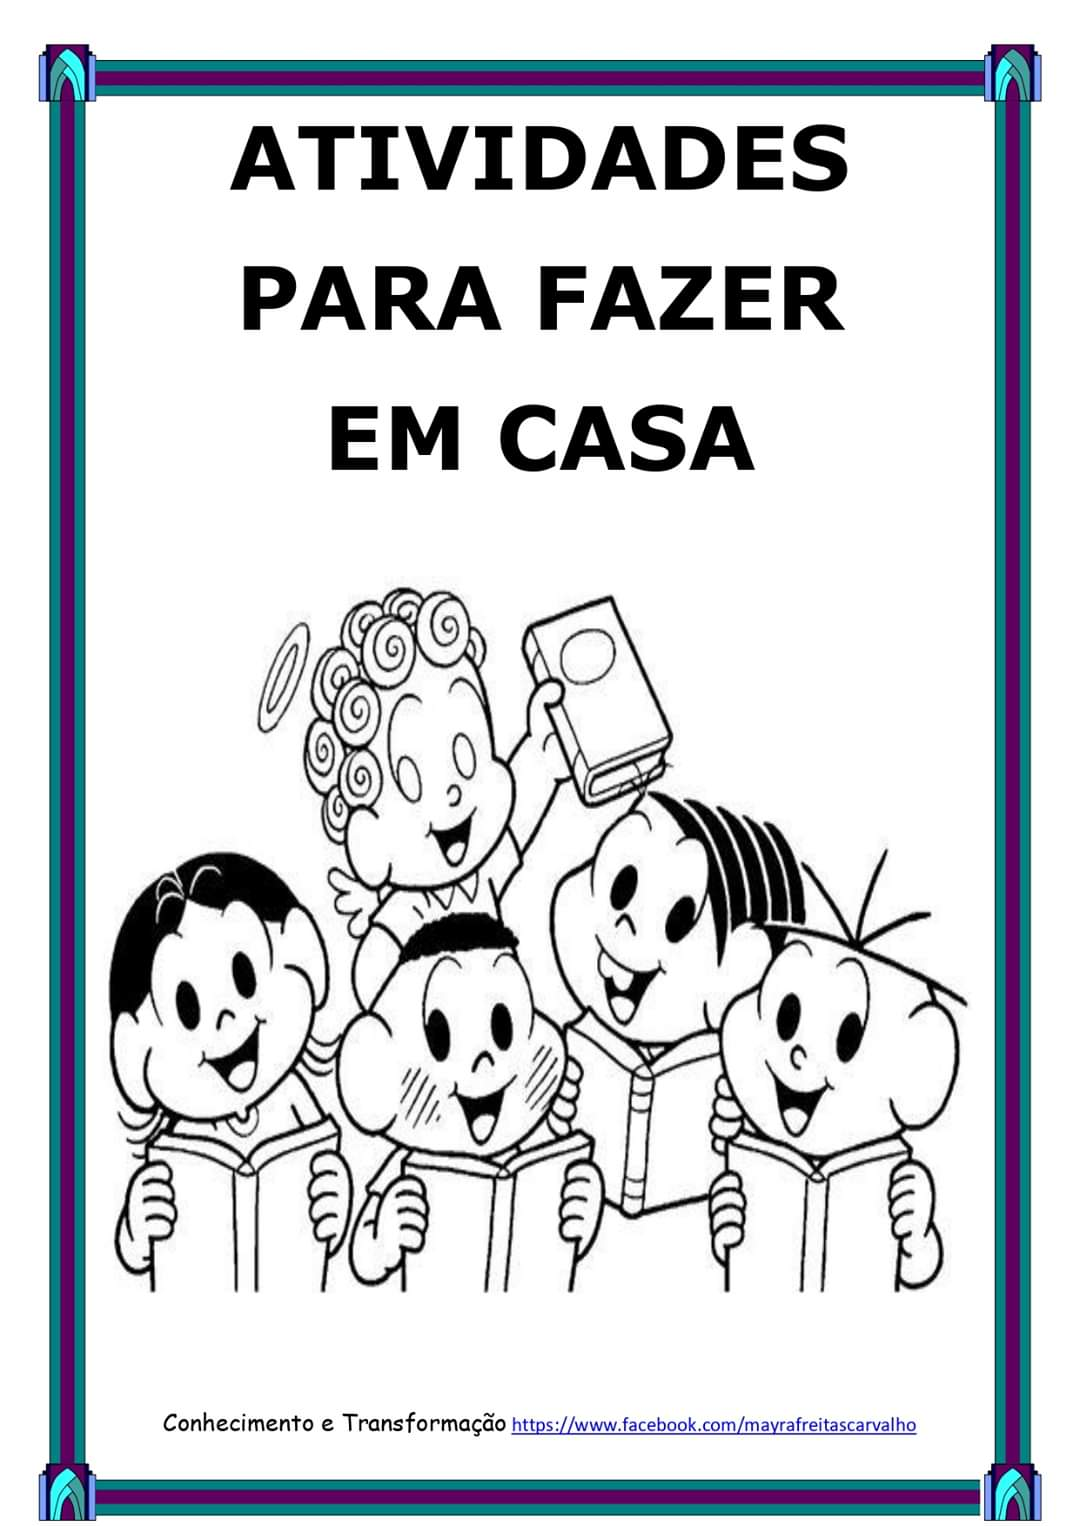 ATIVIDADES
PARA FAZER
EM CASA
Conhecimento e Transformação https://www.facebook.com/mayrafreitascarvalho